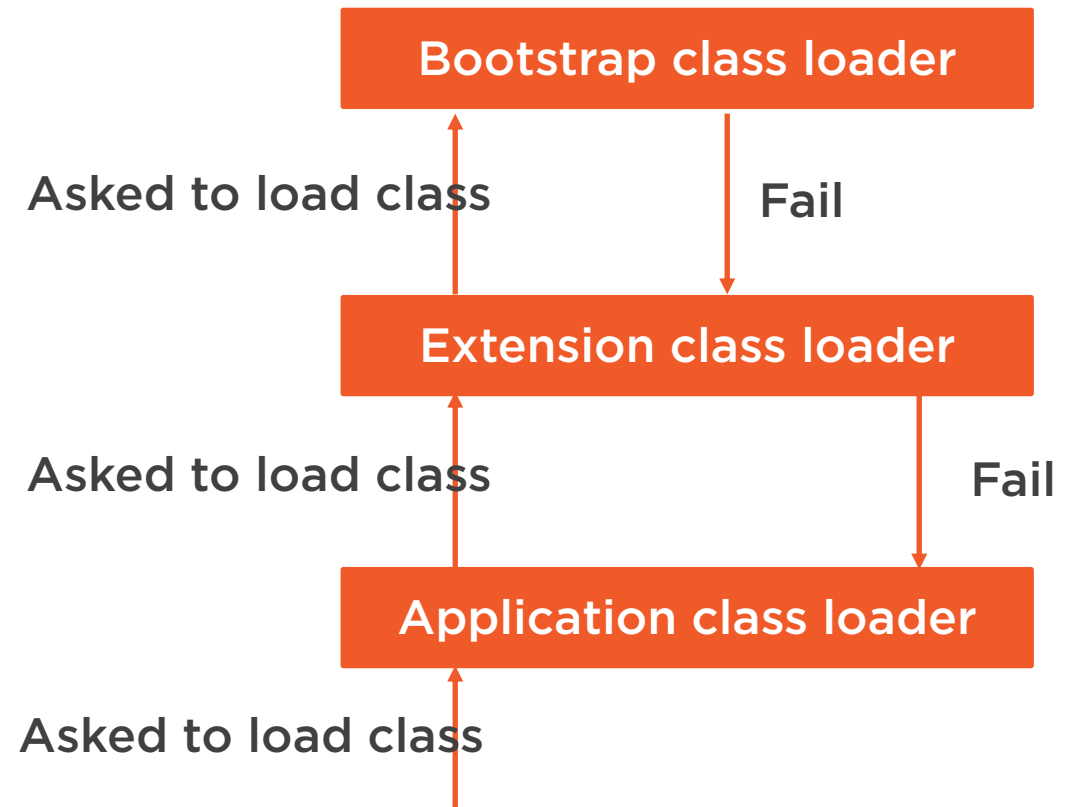 Bootstrap class loader
Asked to load class
Fail
Extension class loader
Asked to load class
Fail
Application class loader
Asked to load class